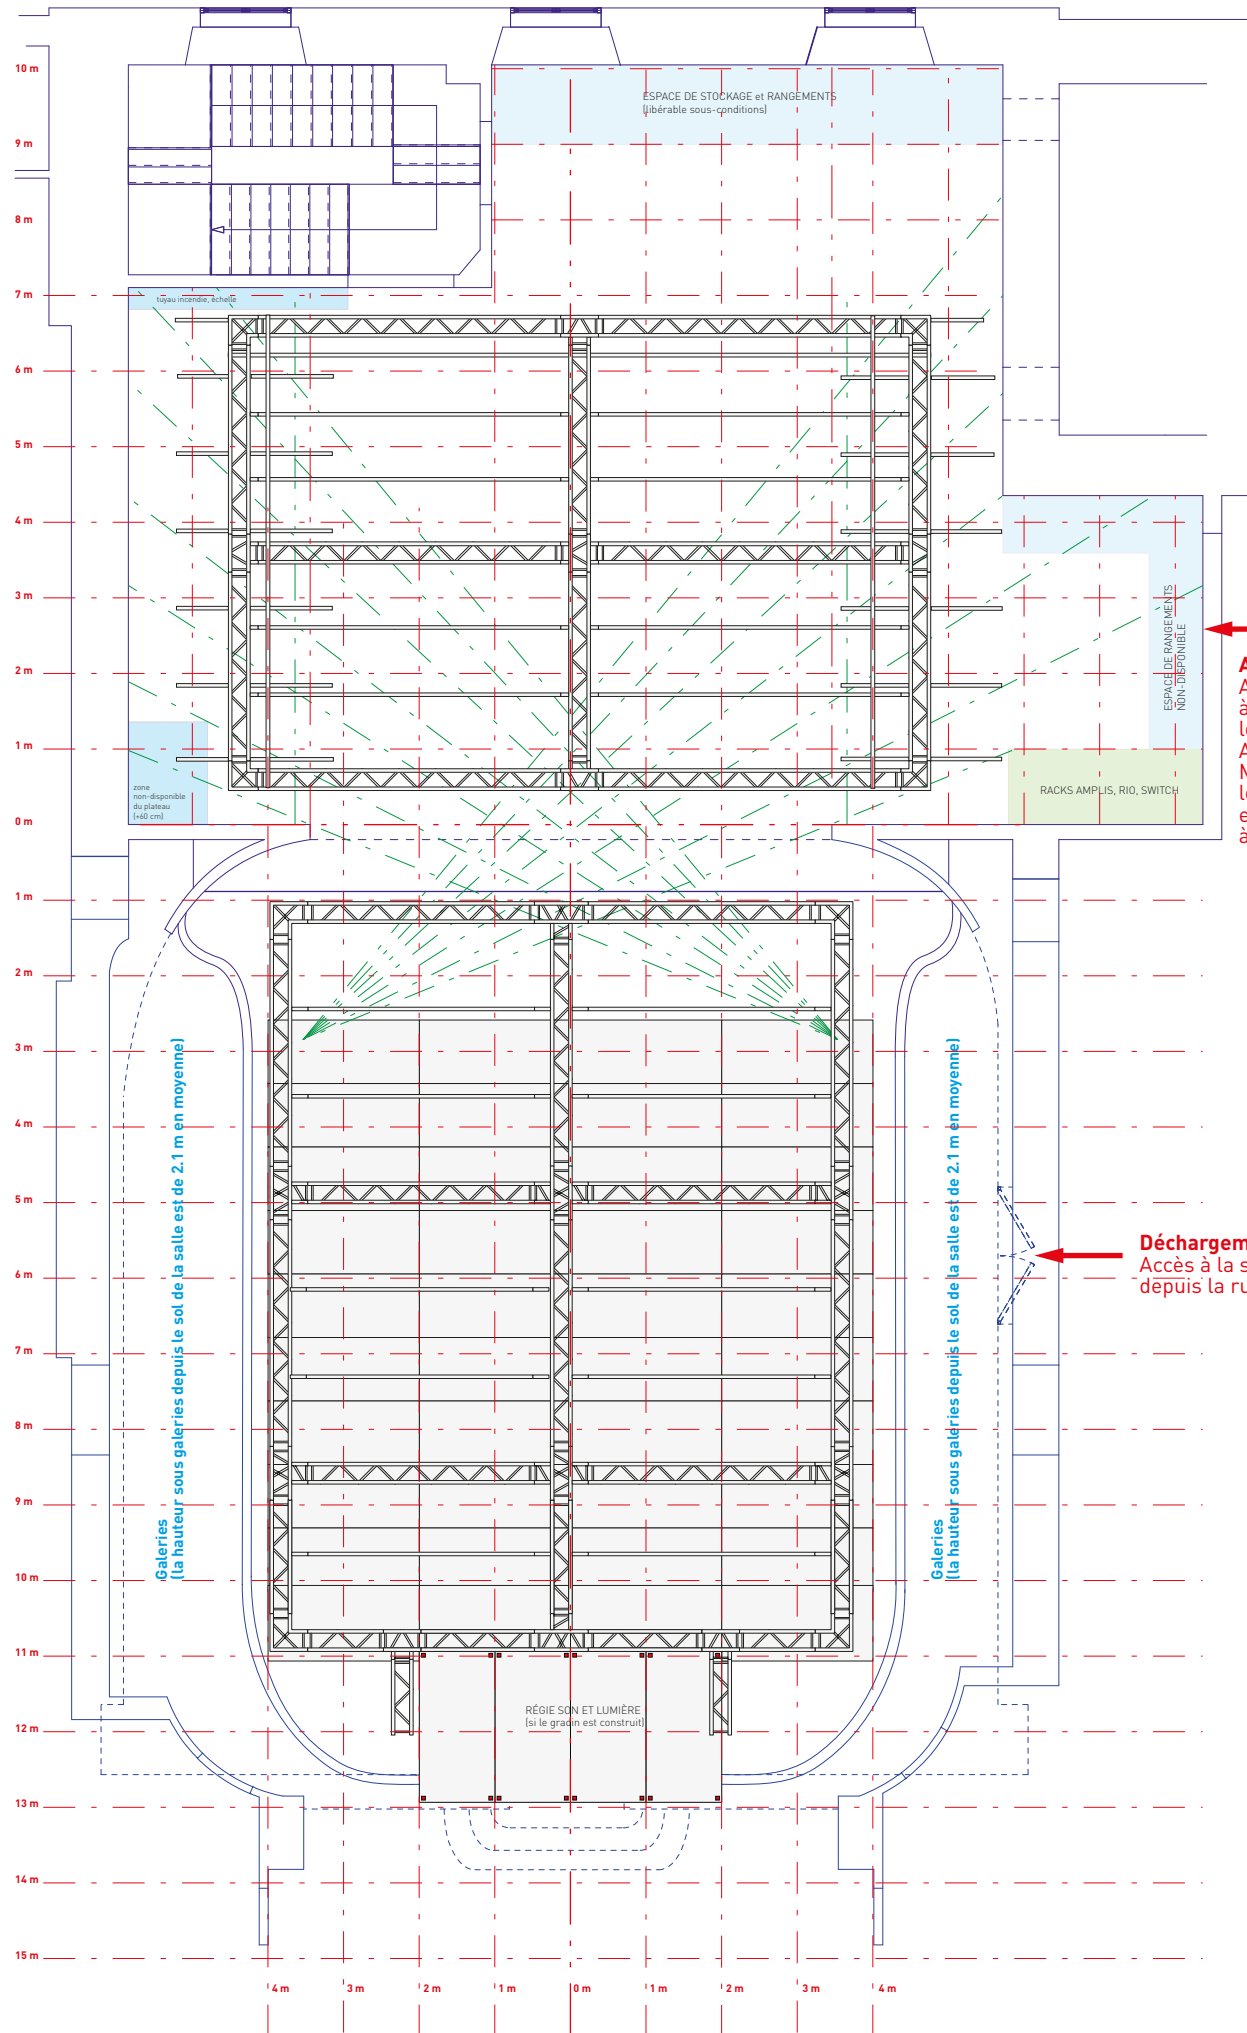 10 m
ESPACE DE STOCKAGE et RANGEMENTS
(libérable sous-conditions)
9 m
8 m
7 m
tuyau incendie, échelle
6 m
5 m
4 m
3 m
ESPACE DE RANGEMENTS
NON-DISPONIBLE
2 m
A
A
à
l
A
M
l
e
à
1 m
zone
non-disponible
du plateau
(+60 cm)
RACKS AMPLIS, RIO, SWITCH
0 m
1 m
2 m
3 m
4 m
5 m
6 m
7 m
8 m
9 m
10 m
11 m
12 m
13 m
14 m
15 m
Galeries
(la hauteur sous galeries depuis le sol de la salle est de 2.1 m en moyenne)
Galeries
(la hauteur sous galeries depuis le sol de la salle est de 2.1 m en moyenne)
Déchargem
Accès à la s
depuis la ru
RÉGIE SON ET LUMIÈRE
(si le gradin est construit)
4 m 3 m 2 m 1 m 0 m 1 m 2 m 3 m 4 m